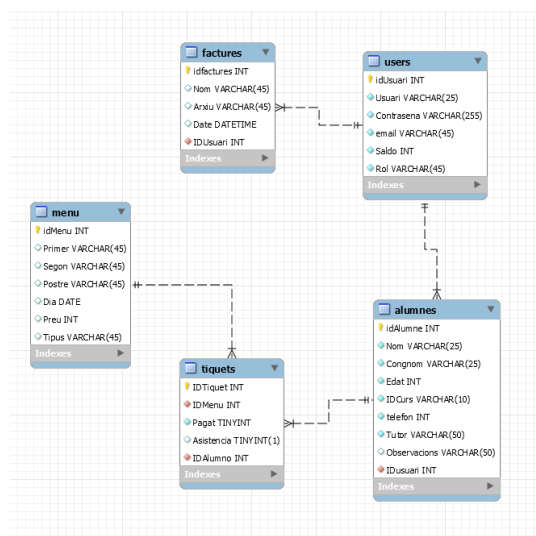 factures
idfactures INT
Nom VARCHAR(45)
Arxiu VARCHAR(45)
Date DATETIME
IDUsuari INT
Indexes
users
idUsuari INT
Usuari VARCHAR(25)
Contrasena VARCHAR(255)
email VARCHAR(45)
Saldo INT
Rol VARCHAR(45)
Indexes
menu
idMenu INT
Primer VARCHAR(45)
Segon VARCHAR(45)
Postre VARCHAR(45)
Dia DATE
Preu INT
Tipus VARCHAR(45)
Indexes
tiquets
IDTiquet INT
IDMenu INT
Pagat TINYINT
Asistencia TINYINT(1)
IDAlumno INT
Indexes
alumnes
idAlumne INT
Nom VARCHAR(25)
Congnom VARCHAR(25)
Edat INT
IDCurs VARCHAR(10)
telefon INT
Tutor VARCHAR(50)
Observacions VARCHAR(50)
IDusuari INT
Indexes